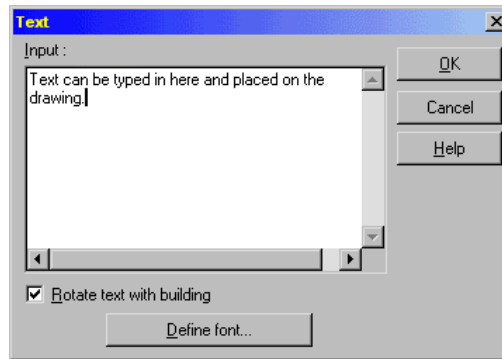 Text
Input :
Text can be typed in here and placed on the
drawing.
OK
Cancel
Help
Rotate text with building
Define font...